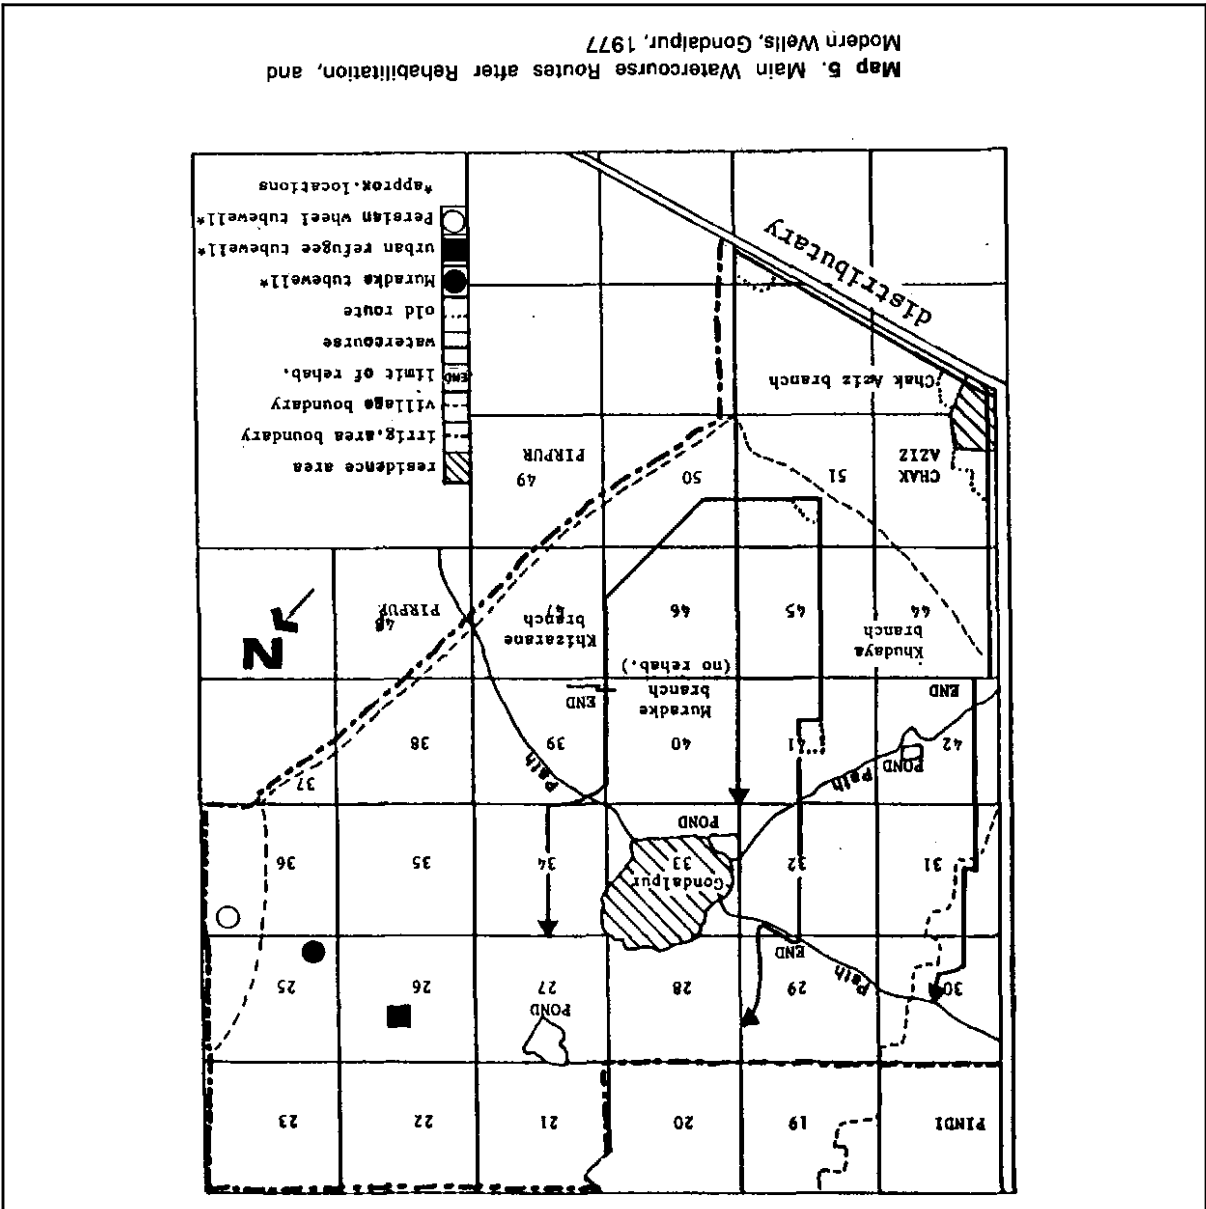 PINDI
19
20
21
22
23
30
Path
29
END
28
27
POND
26
25
31
32
33
Gondalpur
POND
34
35
36
42
POND
Path
41
40
39
Path
38
37
END
Muradke
branch
(no rehab.)
END
44
Khudaya
branch
45
46
47
Khizarane
branch
48
PIRPUR
N
CHAK
AZIZ
51
50
49
PIRPUR
Chak Aziz branch
distributary
residence area
irrig.area boundary
village boundary
END limit of rehab.
watercourse
old route
Muradke tubewell*
urban refugee tubewell*
Persian wheel tubewell*
*approx.locations
Map 5. Main Watercourse Routes after Rehabilitation, and
Modern Wells, Gondalpur, 1977